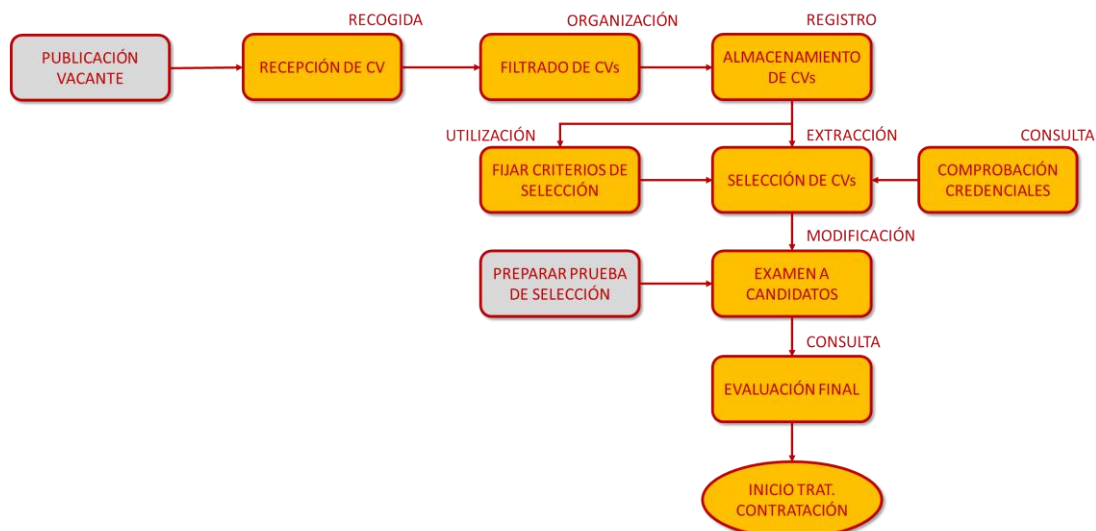 RECOGIDA
ORGANIZACIÓN
REGISTRO
PUBLICACIÓN
VACANTE
RECEPCIÓN DE CV
FILTRADO DE CVs
ALMACENAMIENTO
DE CVs
UTILIZACIÓN
EXTRACCIÓN
CONSULTA
FIJAR CRITERIOS DE
SELECCIÓN
SELECCIÓN DE CVs
COMPROBACIÓN
CREDENCIALES
MODIFICACIÓN
PREPARAR PRUEBA
DE SELECCIÓN
EXAMEN A
CANDIDATOS
CONSULTA
EVALUACIÓN FINAL
INICIO TRAT.
CONTRATACIÓN